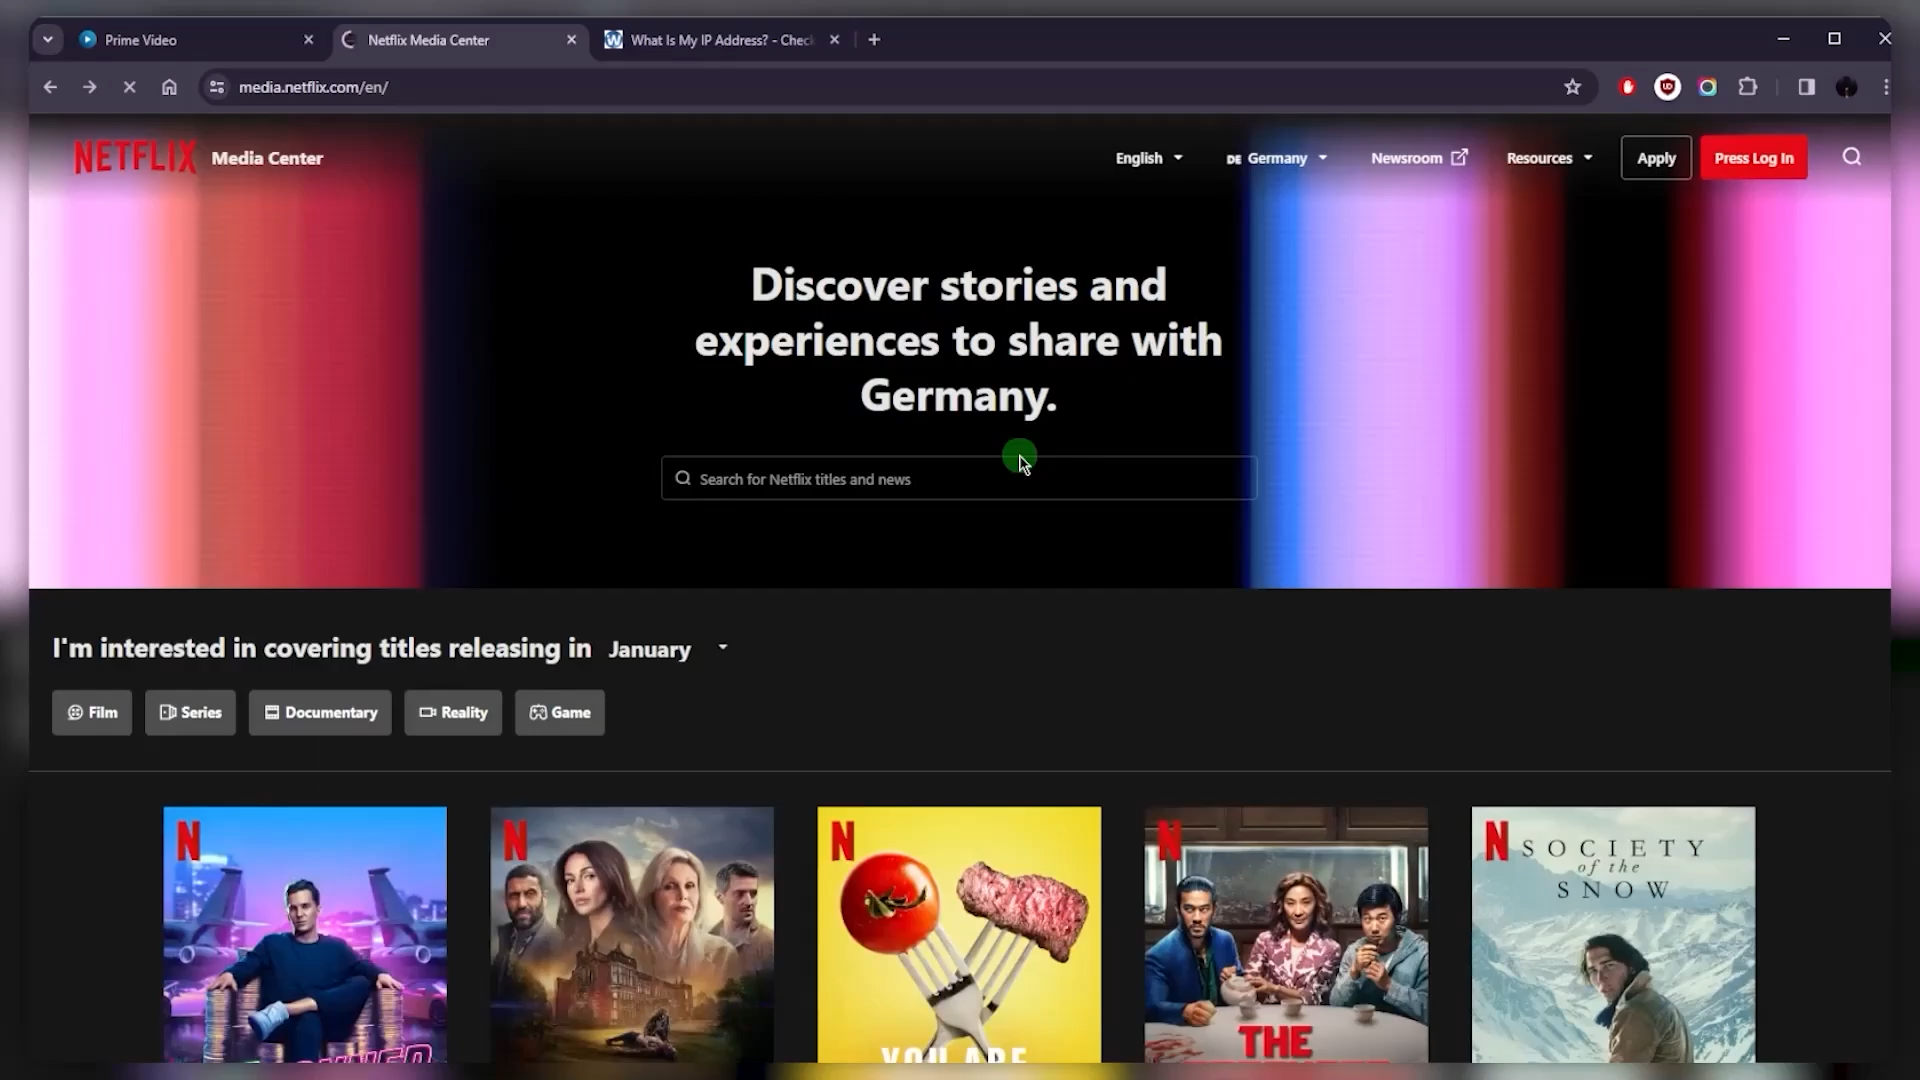 Prime Video
Netflix Media Center
What Is My IP Address? - Chec
media.netflix.com/en/
NETFLIX Media Center
English
DE Germany
Newsroom
Resources
Apply
Press Log In
Discover stories and
experiences to share with
Germany.
Search for Netflix titles and news
I'm interested in covering titles releasing in January
Film
Series
Documentary
Reality
Game
N
N
N
N
N
SOCIETY
of the
SNOW
YOU ARE
THE